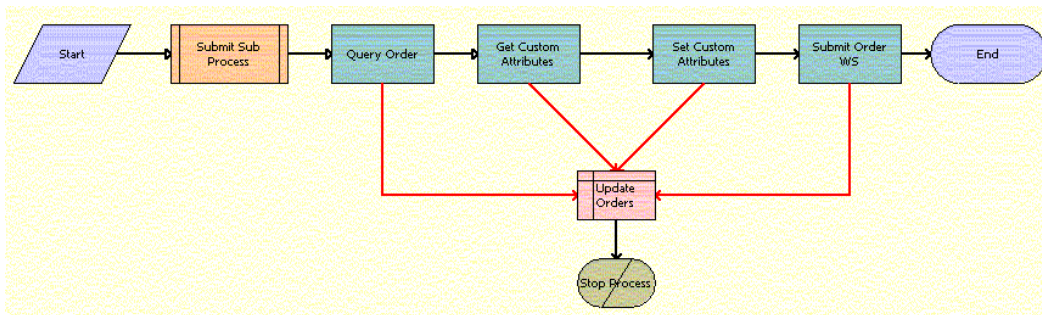 Start
Submit Sub
Process
Query Order
Get Custom
Attributes
Set Custom
Attributes
Submit Order
WS
End
Update
Orders
Stop Process